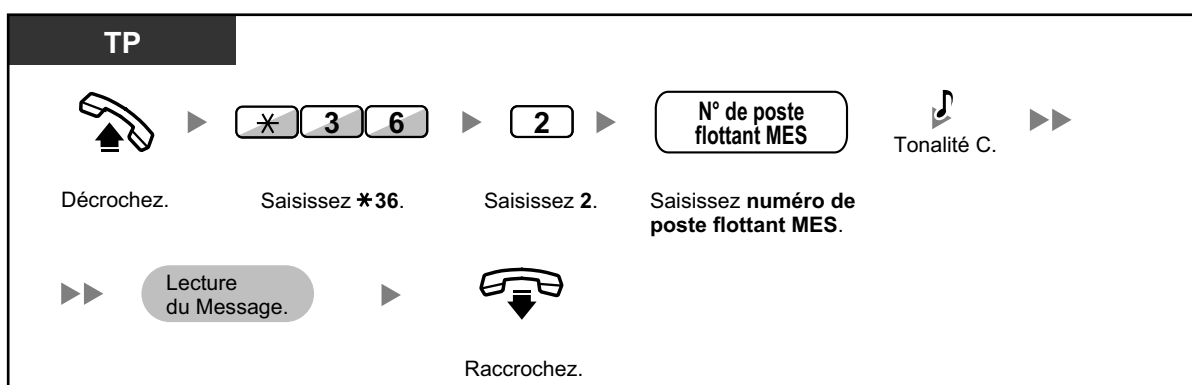 TP
✳ 3 6
2
N° de poste
flottant MES
Tonalité C.
Décrochez.
Saisissez ✳36.
Saisissez 2.
Saisissez numéro de
poste flottant MES.
Lecture
du Message.
Raccrochez.